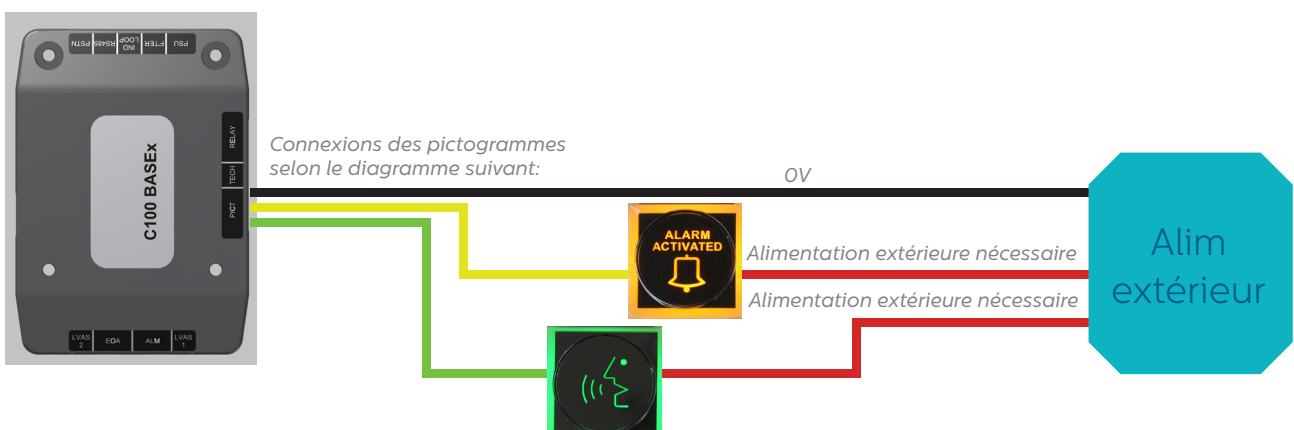 PSTN RS485 IND LOOP FTER PSU
RELAY
TECH
PICT
C100 BASEx
LVAS 2 EOA ALM LVAS 1
Connexions des pictogrammes
selon le diagramme suivant:
0V
ALARM
ACTIVATED
Alimentation extérieure nécessaire
Alimentation extérieure nécessaire
Alim
extérieur